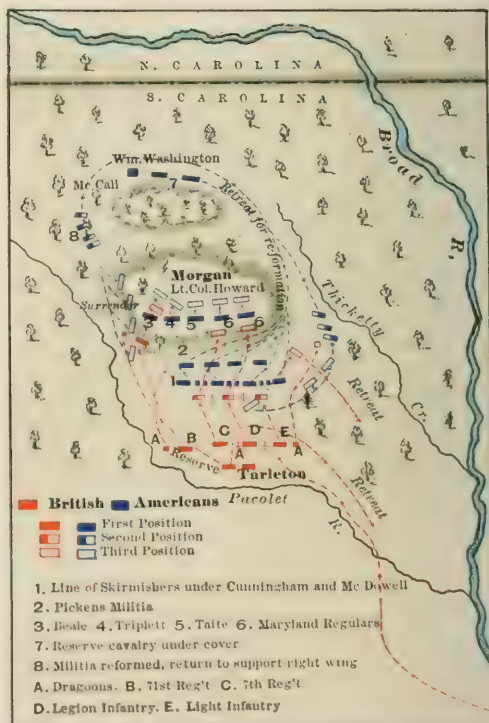 N. CAROLINA
S. CAROLINA
Broad
R.
Wm. Washington
Mc Call
7
Retreat for re-formation
8
Morgan
Lt. Col. Howard
Surrender
3 4 5 6 6
2
1
Thicketty
Cr.
Retreat
Retreat
A B C D E A
A
Reserve
Tarleton
Pacolet
R.
British Americans
First Position
Second Position
Third Position
1. Line of Skirmishers under Cunningham and Mc Dowell
2. Pickens Militia
3. Beale 4. Triplett 5. Taite 6. Maryland Regulars
7. Reserve cavalry under cover
8. Militia reformed, return to support right wing
A. Dragoons. B. 71st Reg't C. 7th Reg't
D. Legion Infantry. E. Light Infantry